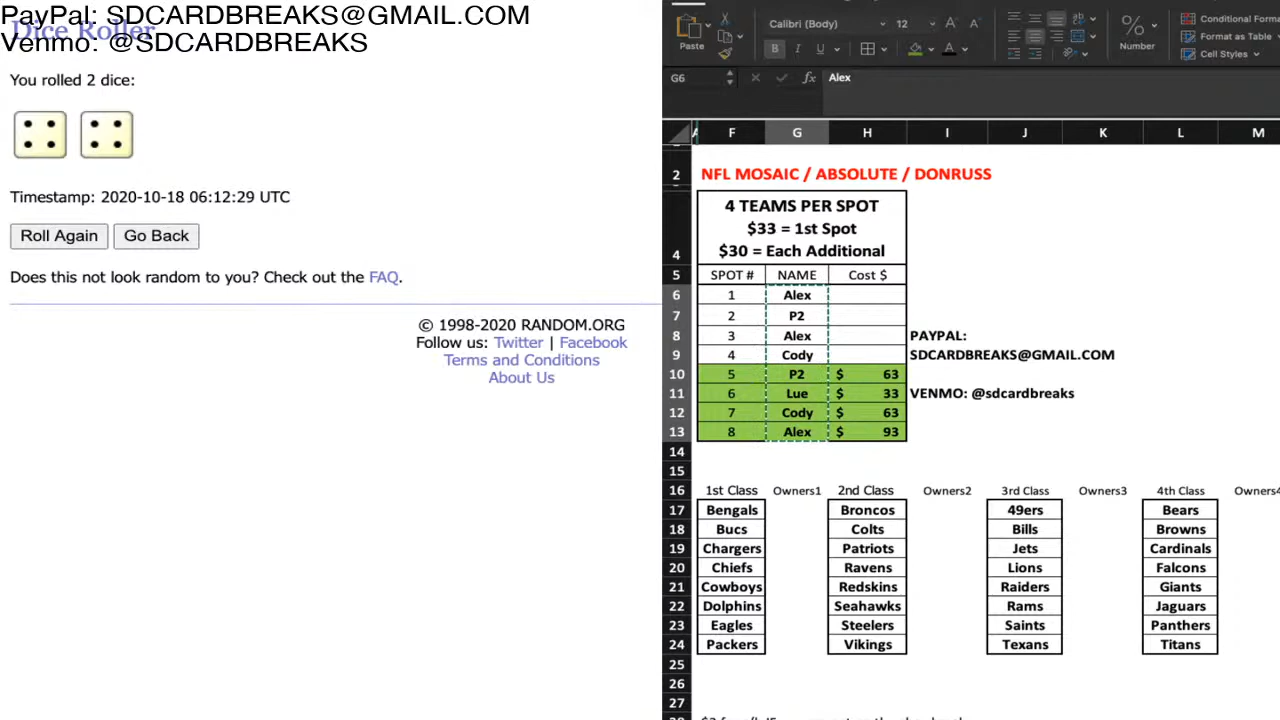 PayPal: SDCARDBREAKS@GMAIL.COM
Dice Roller
Venmo: @SDCARDBREAKS
You rolled 2 dice:
Timestamp: 2020-10-18 06:12:29 UTC
Roll Again Go Back
Does this not look random to you? Check out the FAQ.
© 1998-2020 RANDOM.ORG
Follow us: Twitter | Facebook
Terms and Conditions
About Us
Paste Calibri (Body) 12 A A ab
B I U A % Number
Conditional Forma
Format as Table
Cell Styles
G6 fx Alex
A F G H I J K L M
2 NFL MOSAIC / ABSOLUTE / DONRUSS
4 TEAMS PER SPOT
$33 = 1st Spot
4 $30 = Each Additional
5 SPOT # NAME Cost $
6 1 Alex
7 2 P2
8 3 Alex PAYPAL:
9 4 Cody SDCARDBREAKS@GMAIL.COM
10 5 P2 $ 63
11 6 Lue $ 33 VENMO: @sdcardbreaks
12 7 Cody $ 63
13 8 Alex $ 93
14
15
16 1st Class Owners1 2nd Class Owners2 3rd Class Owners3 4th Class Owners4
17 Bengals Broncos 49ers Bears
18 Bucs Colts Bills Browns
19 Chargers Patriots Jets Cardinals
20 Chiefs Ravens Lions Falcons
21 Cowboys Redskins Raiders Giants
22 Dolphins Seahawks Rams Jaguars
23 Eagles Steelers Saints Panthers
24 Packers Vikings Texans Titans
25
26
27